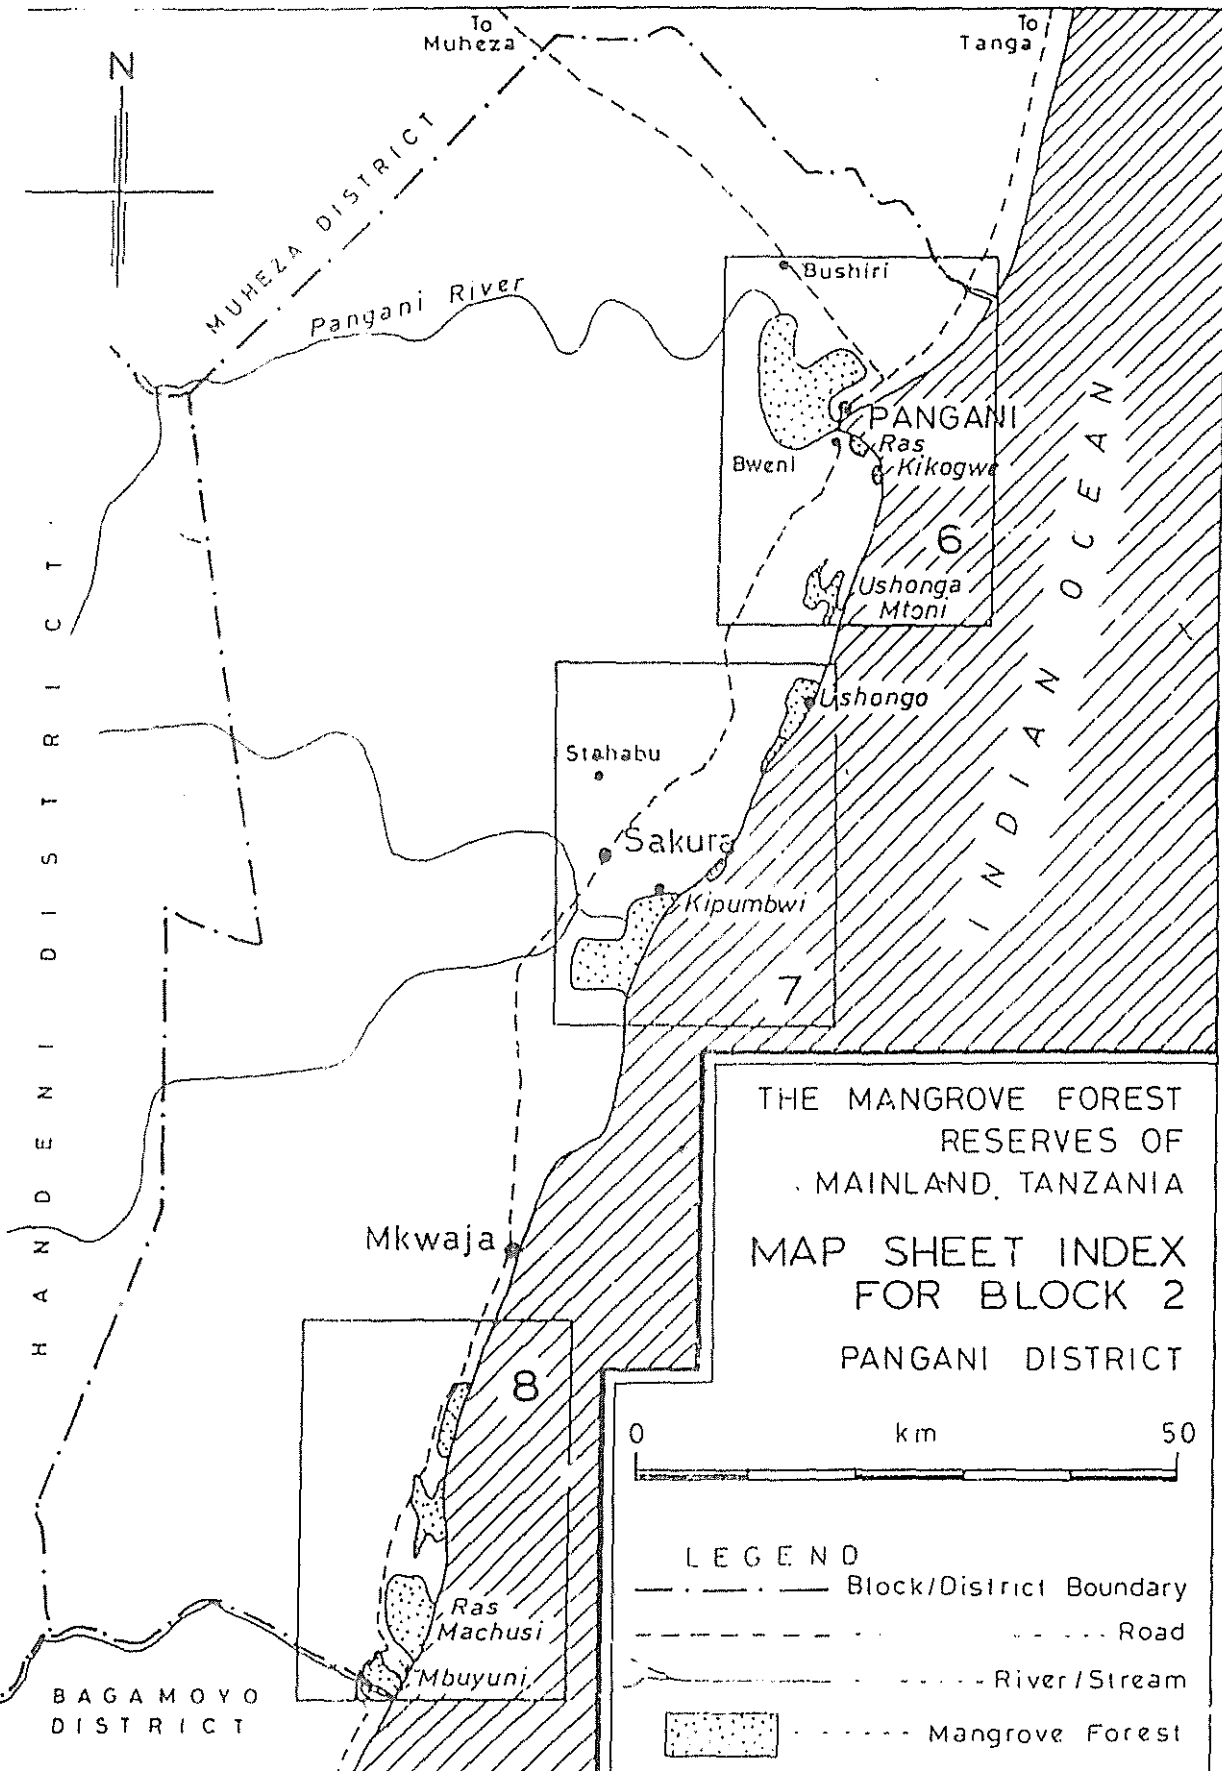 To
Muheza
To
Tanga
N
MUHEZA DISTRICT
Pangani River
Bushiri
PANGANI
Ras
Kikogwe
Bweni
6
Ushonga
Mtoni
INDIAN OCEAN
HANDENI DISTRICT
Ushongo
Stahabu
Sakura
Kipumbwi
7
Mkwaja
8
Ras
Machusi
Mbuyuni
BAGAMOYO
DISTRICT
THE MANGROVE FOREST
RESERVES OF
MAINLAND, TANZANIA
MAP SHEET INDEX
FOR BLOCK 2
PANGANI DISTRICT
0 km 50
LEGEND
Block/District Boundary
Road
River/Stream
Mangrove Forest